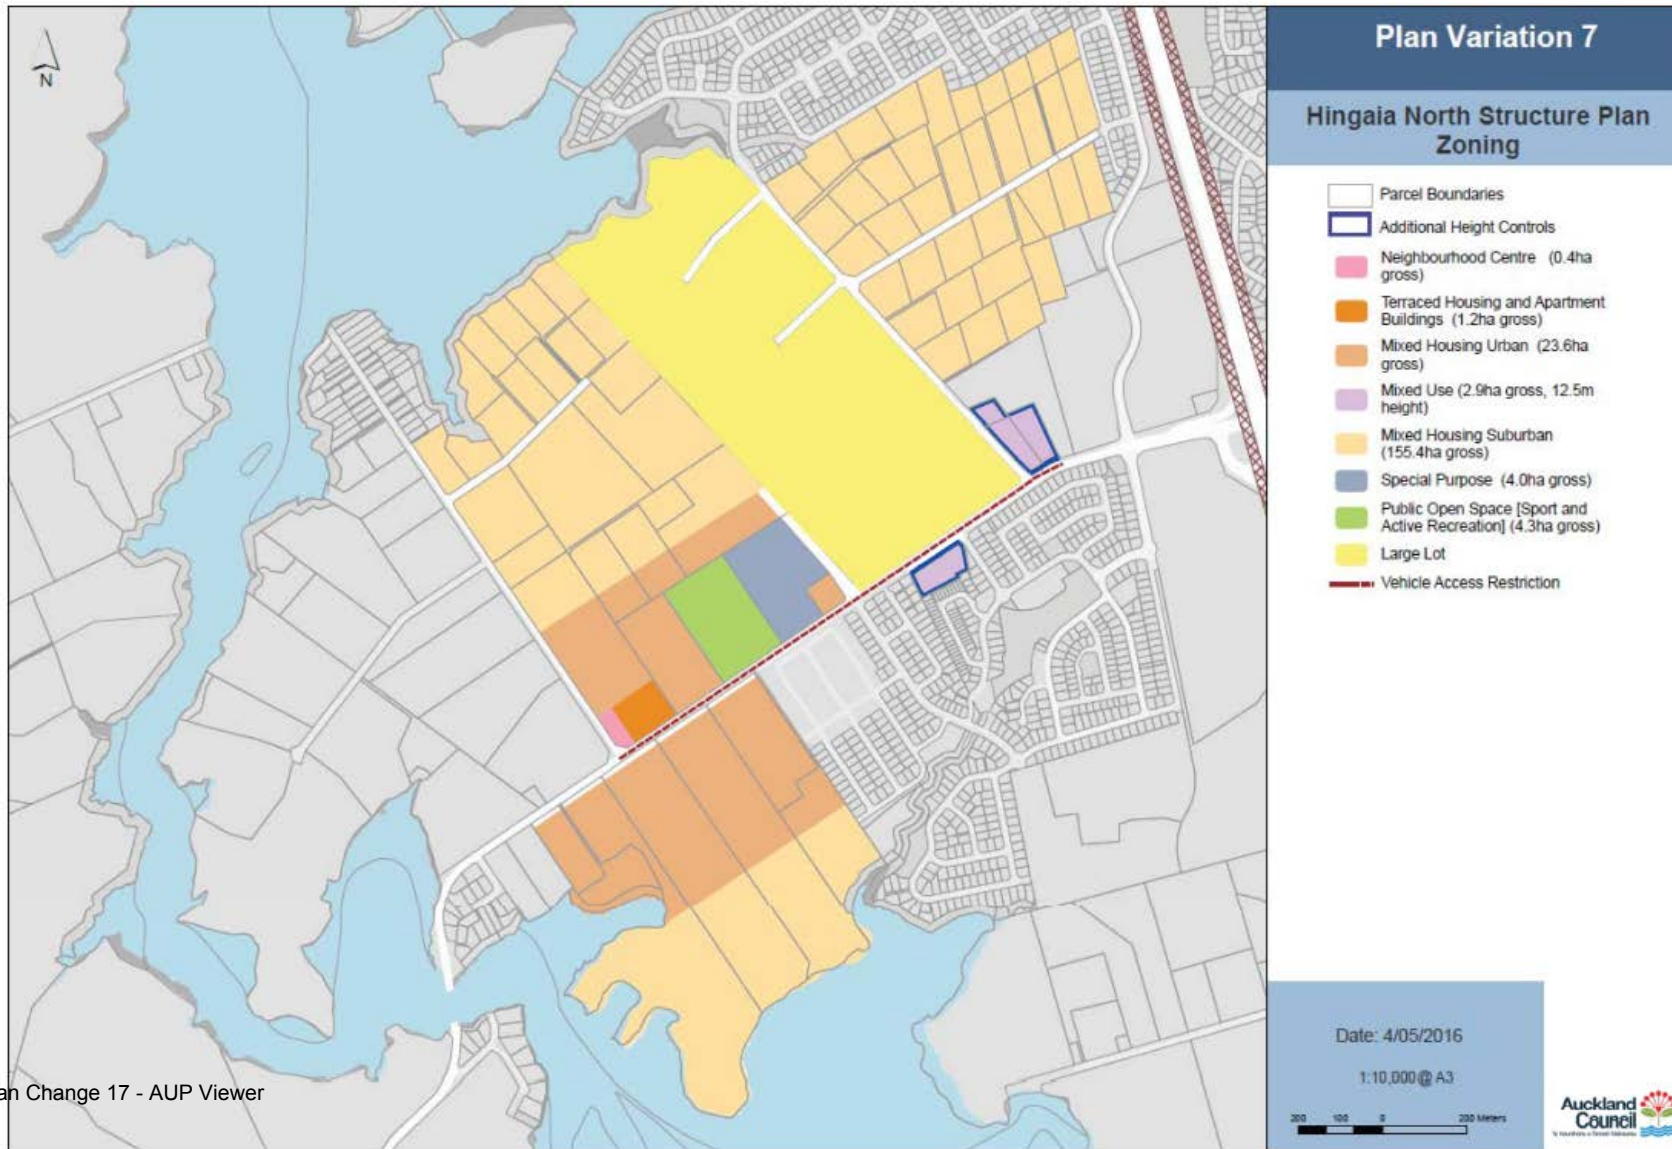 N
Plan Variation 7
Hingaia North Structure Plan
Zoning
Parcel Boundaries
Additional Height Controls
Neighbourhood Centre (0.4ha
gross)
Terraced Housing and Apartment
Buildings (1.2ha gross)
Mixed Housing Urban (23.6ha
gross)
Mixed Use (2.9ha gross, 12.5m
height)
Mixed Housing Suburban
(155.4ha gross)
Special Purpose (4.0ha gross)
Public Open Space [Sport and
Active Recreation] (4.3ha gross)
Large Lot
Vehicle Access Restriction
Date: 4/05/2016
1:10,000@ A3
200 100 0 200 Meters
Auckland
Council
an Change 17 - AUP Viewer